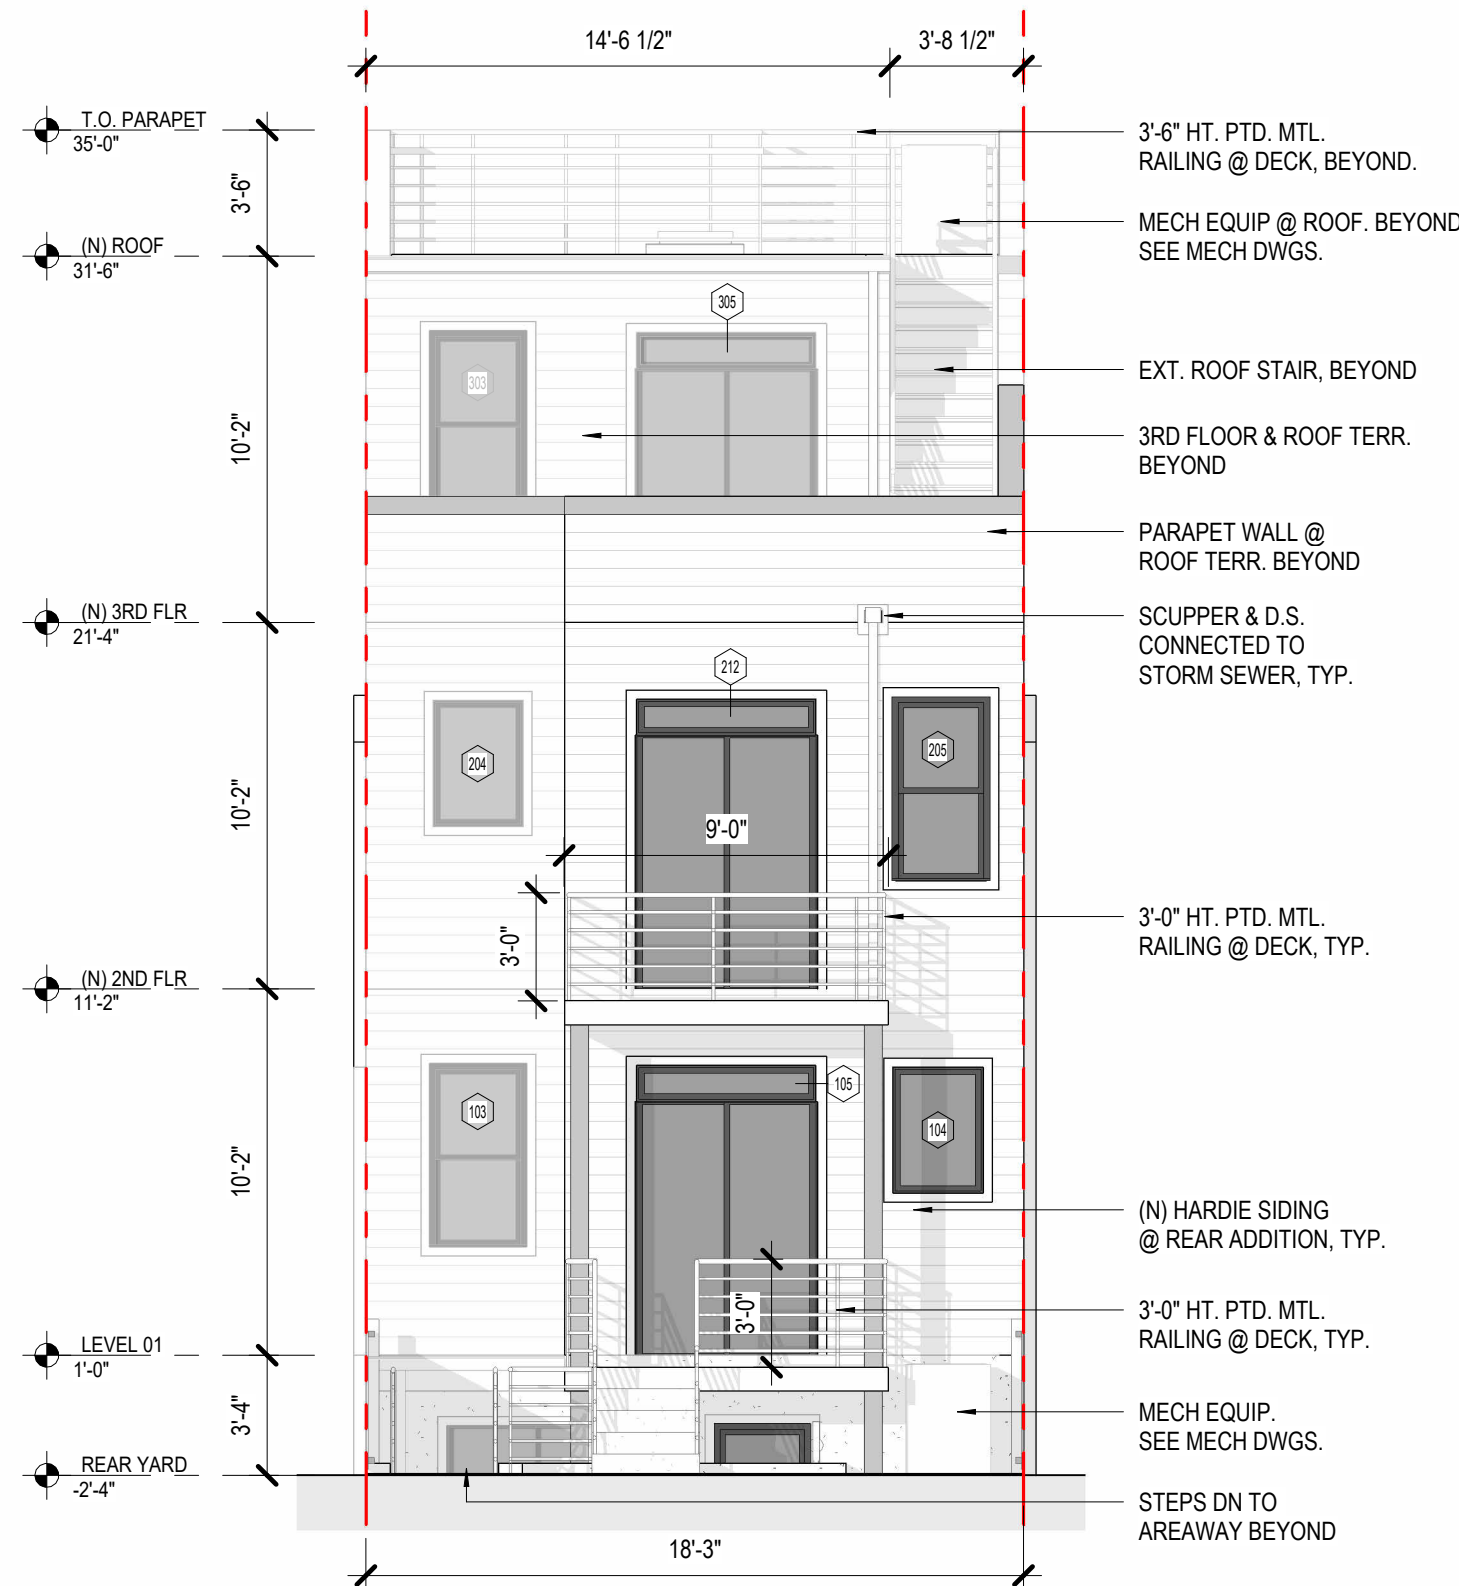 14'-6 1/2"
3'-8 1/2"
T.O. PARAPET
35'-0"
3'-6"
3'-6" HT. PTD. MTL.
RAILING @ DECK, BEYOND.
(N) ROOF
31'-6"
MECH EQUIP @ ROOF. BEYOND
SEE MECH DWGS.
305
303
EXT. ROOF STAIR, BEYOND
10'-2"
3RD FLOOR & ROOF TERR.
BEYOND
PARAPET WALL @
ROOF TERR. BEYOND
(N) 3RD FLR
21'-4"
SCUPPER & D.S.
CONNECTED TO
STORM SEWER, TYP.
212
204
205
10'-2"
9'-0"
3'-0"
3'-0" HT. PTD. MTL.
RAILING @ DECK, TYP.
(N) 2ND FLR
11'-2"
105
103
104
10'-2"
(N) HARDIE SIDING
@ REAR ADDITION, TYP.
3'-0"
3'-0" HT. PTD. MTL.
RAILING @ DECK, TYP.
LEVEL 01
1'-0"
3'-4"
MECH EQUIP.
SEE MECH DWGS.
REAR YARD
-2'-4"
STEPS DN TO
AREAWAY BEYOND
18'-3"